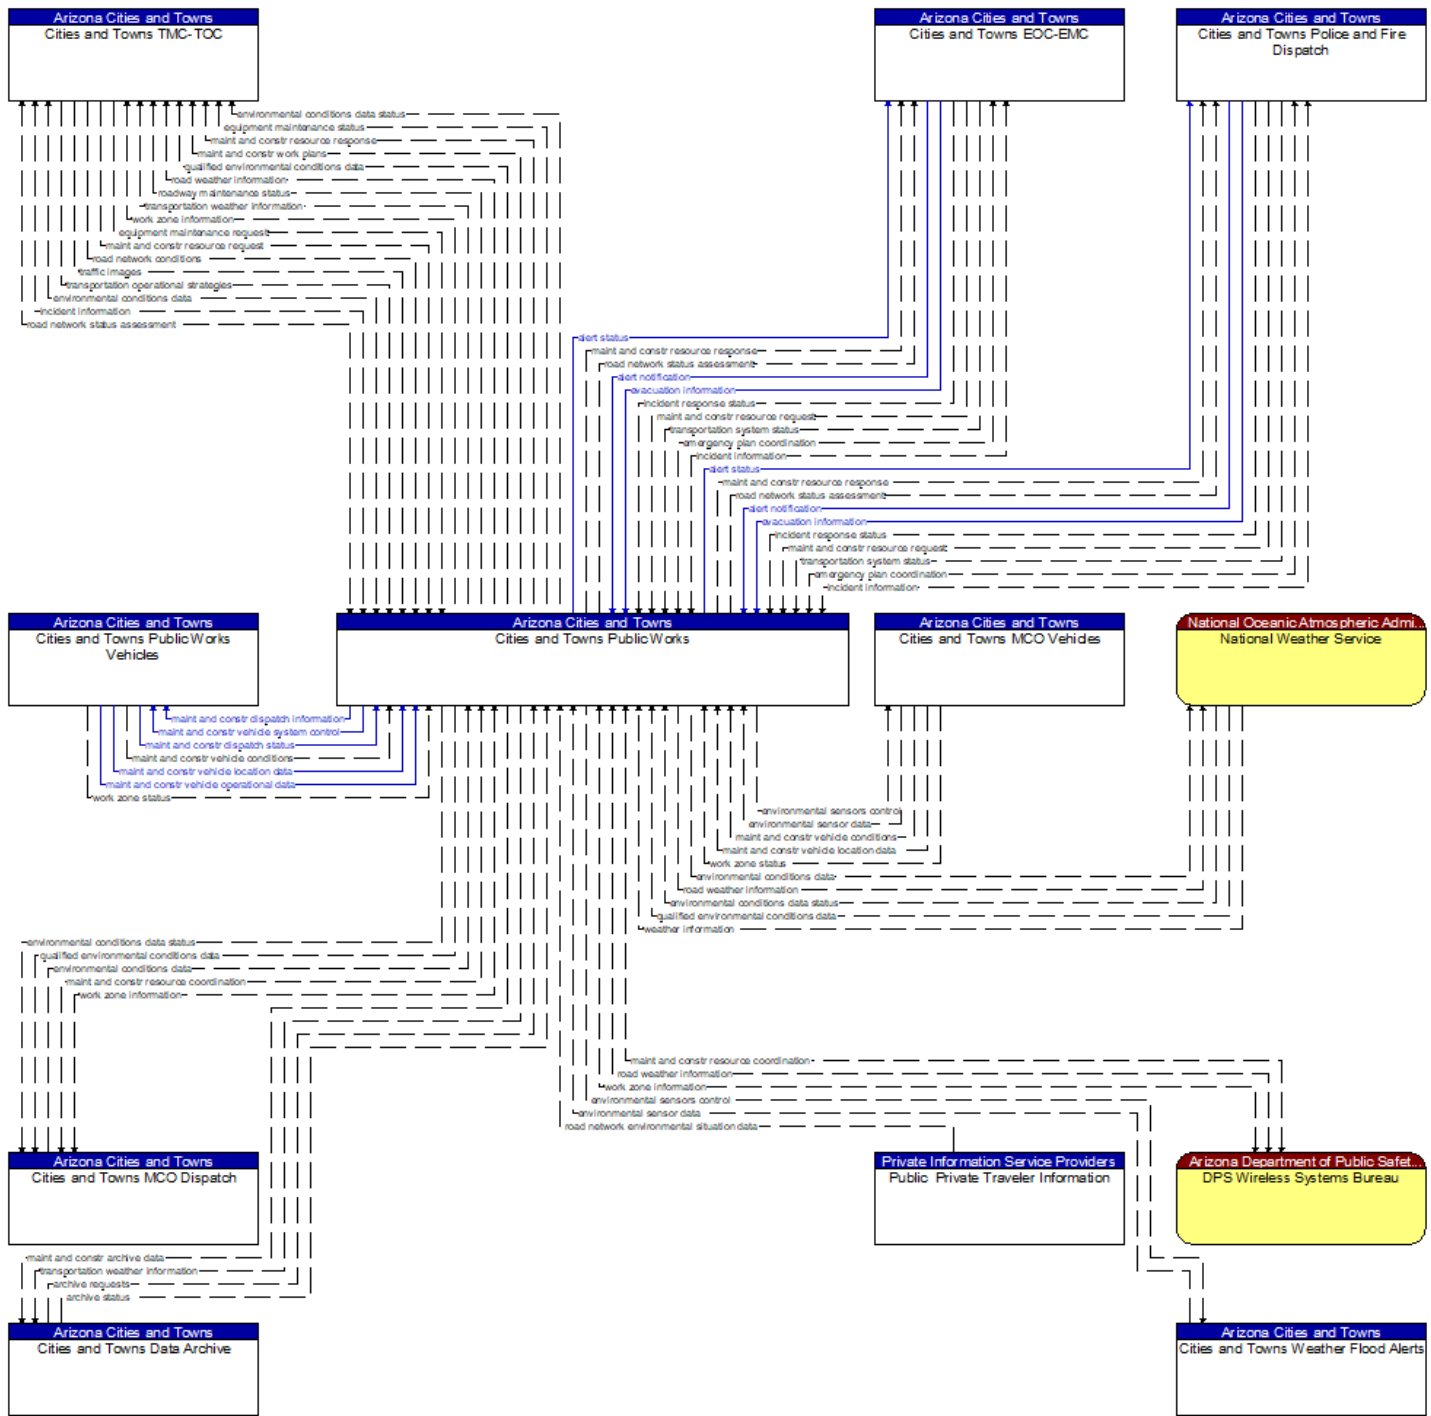 Arizona Cities and Towns
Cities and Towns TMC-TOC
Arizona Cities and Towns
Cities and Towns EOC-EMC
Arizona Cities and Towns
Cities and Towns Police and Fire
Dispatch
environmental conditions data status
equipment maintenance status
maint and constr resource response
maint and constr work plans
qualified environmental conditions data
road weather information
roadway maintenance status
transportation weather information
work zone information
equipment maintenance request
maint and constr resource request
road network conditions
traffic images
transportation operational strategies
environmental conditions data
incident information
road network status assessment
alert status
maint and constr resource response
road network status assessment
alert notification
evacuation information
incident response status
maint and constr resource request
transportation system status
emergency plan coordination
incident information
alert status
maint and constr resource response
road network status assessment
alert notification
evacuation information
incident response status
maint and constr resource request
transportation system status
emergency plan coordination
incident information
Arizona Cities and Towns
Cities and Towns Public Works
Vehicles
Arizona Cities and Towns
Cities and Towns Public Works
Arizona Cities and Towns
Cities and Towns MCO Vehicles
National Oceanic Atmospheric Admi...
National Weather Service
maint and constr dispatch information
maint and constr vehicle system control
maint and constr dispatch status
maint and constr vehicle conditions
maint and constr vehicle location data
maint and constr vehicle operational data
work zone status
environmental sensors control
environmental sensor data
maint and constr vehicle conditions
maint and constr vehicle location data
work zone status
environmental conditions data
road weather information
environmental conditions data status
qualified environmental conditions data
weather information
environmental conditions data status
qualified environmental conditions data
environmental conditions data
maint and constr resource coordination
work zone information
maint and constr resource coordination
road weather information
work zone information
environmental sensors control
environmental sensor data
road network environmental situation data
Arizona Cities and Towns
Cities and Towns MCO Dispatch
Private Information Service Providers
Public Private Traveler Information
Arizona Department of Public Safet...
DPS Wireless Systems Bureau
maint and constr archive data
transportation weather information
archive requests
archive status
Arizona Cities and Towns
Cities and Towns Data Archive
Arizona Cities and Towns
Cities and Towns Weather Flood Alerts